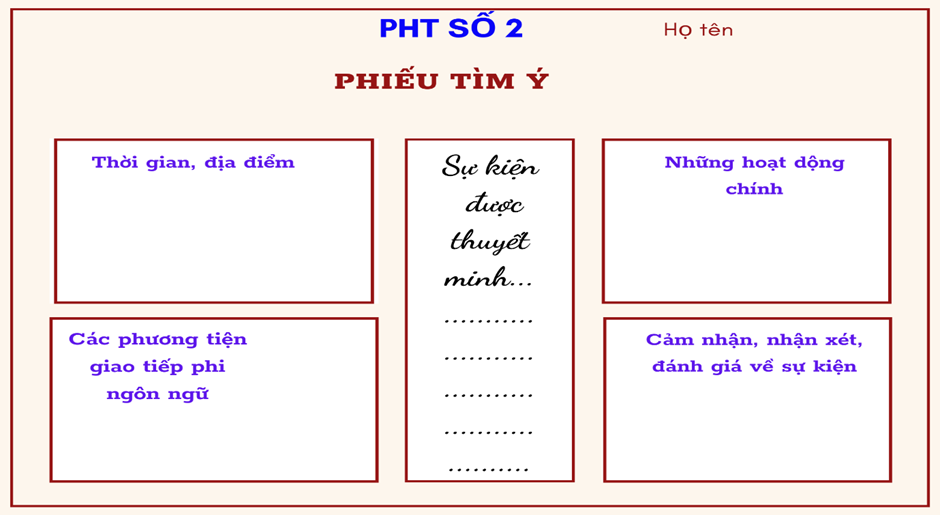 PHT SỐ 2
Họ tên
PHIẾU TÌM Ý
Thời gian, địa điểm
Sự kiện
được
thuyết
minh...
...........
...........
...........
...........
..........
Những hoạt dộng
chính
Các phương tiện
giao tiếp phi
ngôn ngữ
Cảm nhận, nhận xét,
đánh giá về sự kiện